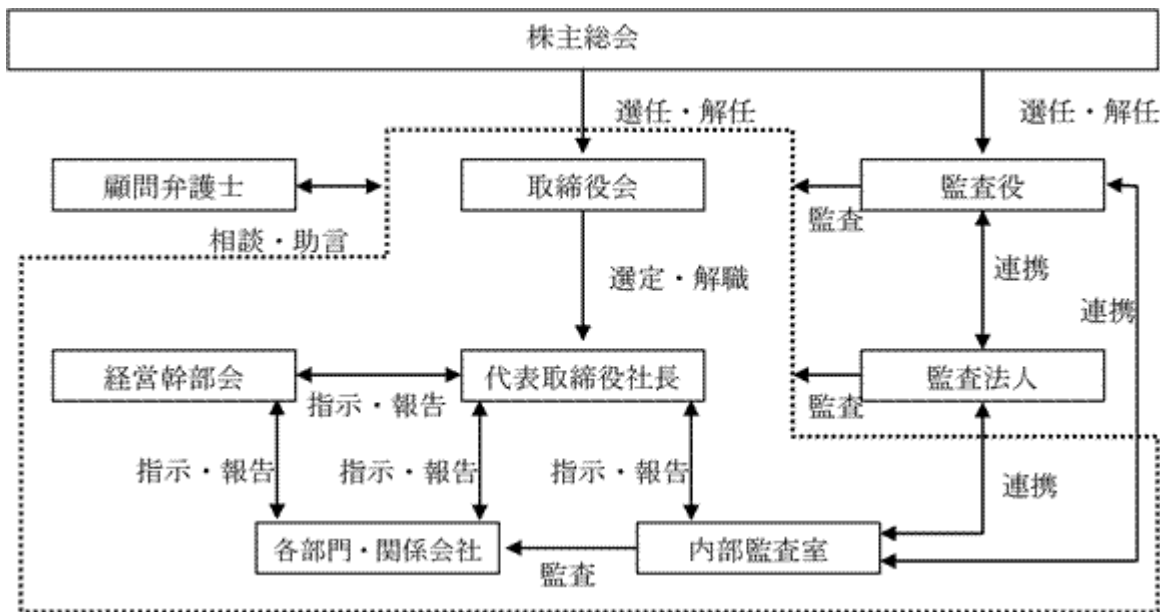 株主総会
選任・解任
選任・解任
顧問弁護士
取締役会
監査役
監査
相談・助言
選定・解職
連携
連携
経営幹部会
代表取締役社長
監査法人
指示・報告
監査
指示・報告
指示・報告
指示・報告
連携
各部門・関係会社
内部監査室
監査